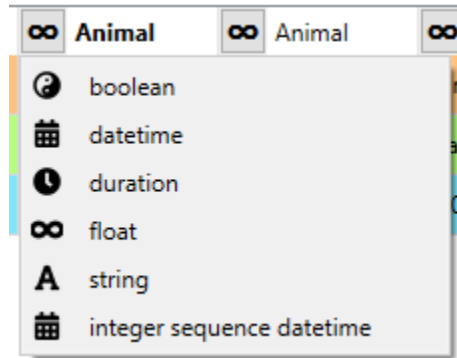 Animal Animal
boolean
datetime
duration
float
A string
integer sequence datetime